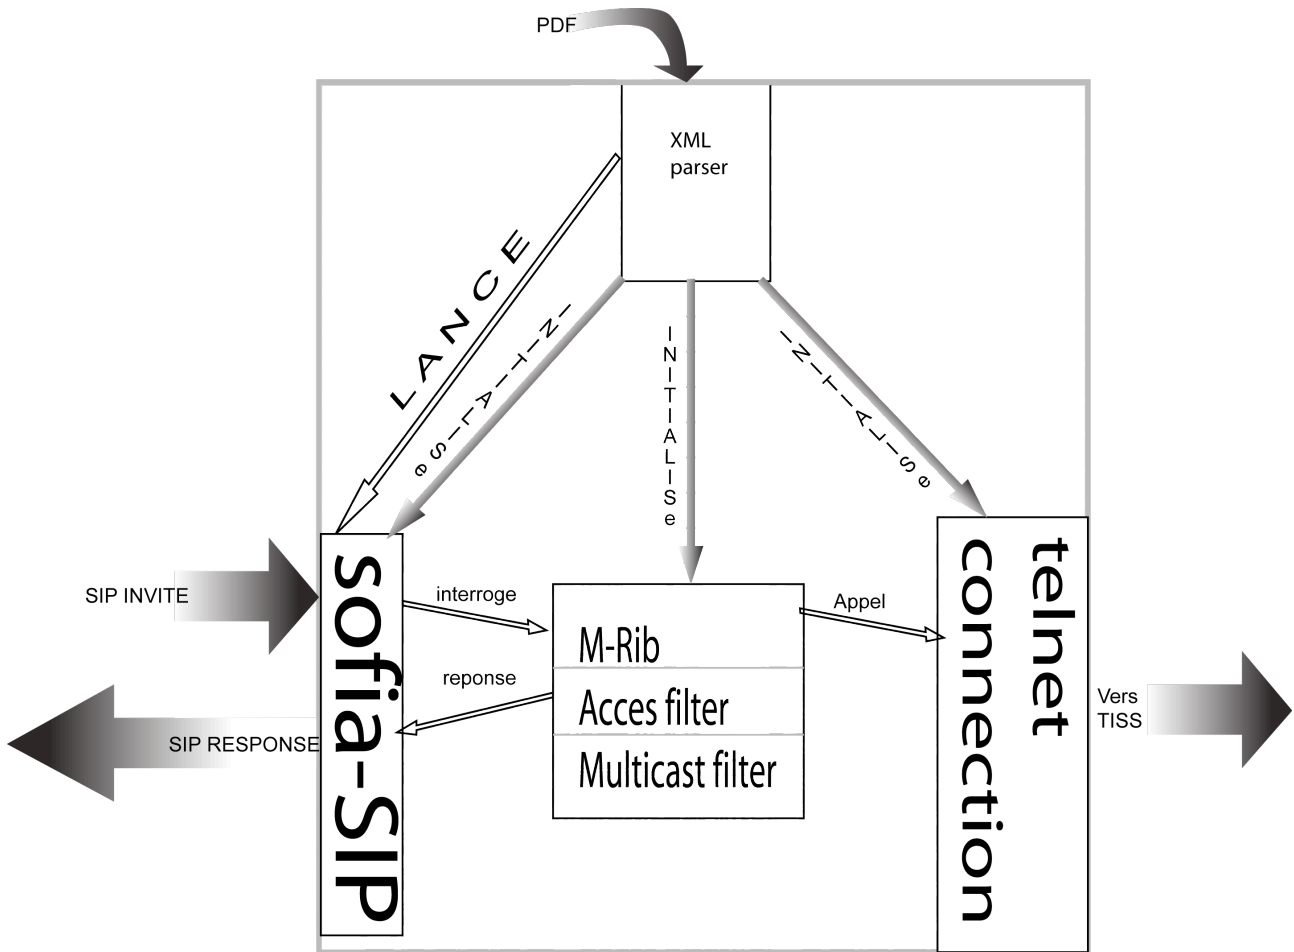 PDF
XML
parser
LANCE
INITIALISe
INITIALISe
INITIALISe
SIP INVITE
SIP RESPONSE
sofia-SIP
interroge
reponse
M-Rib
Acces filter
Multicast filter
Appel
telnet
connection
Vers
TISS